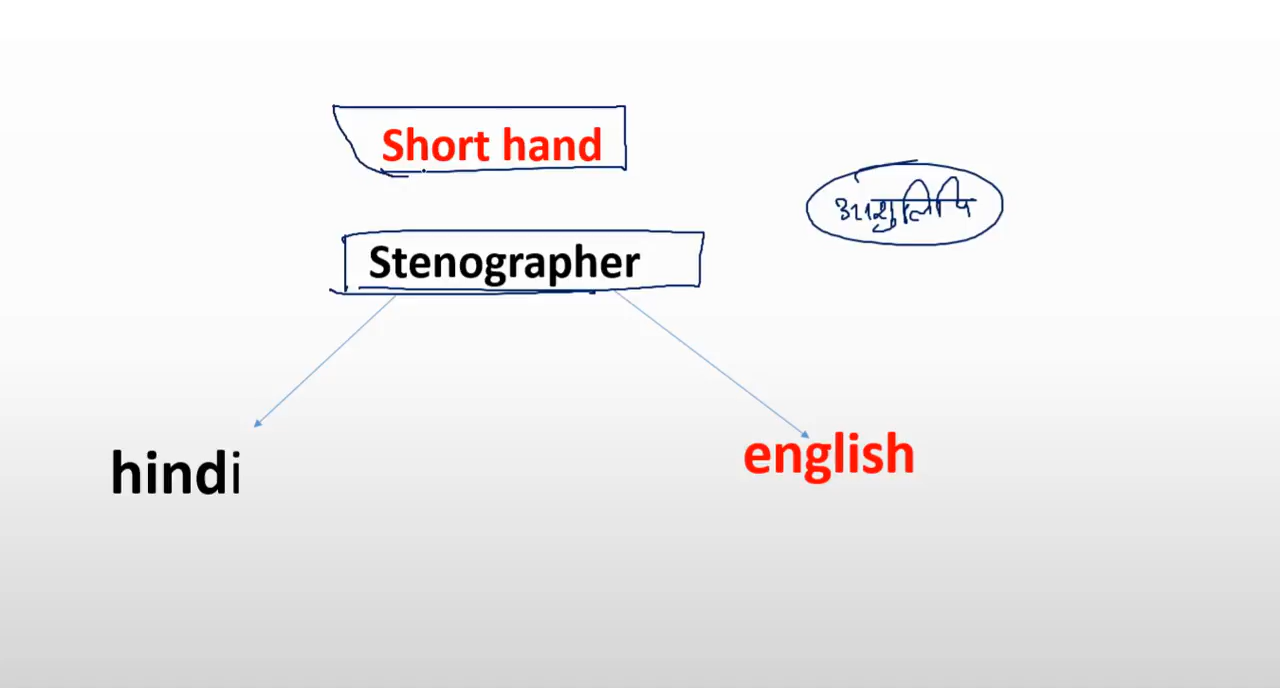 Short hand
आशुलिपि
Stenographer
hindi
english